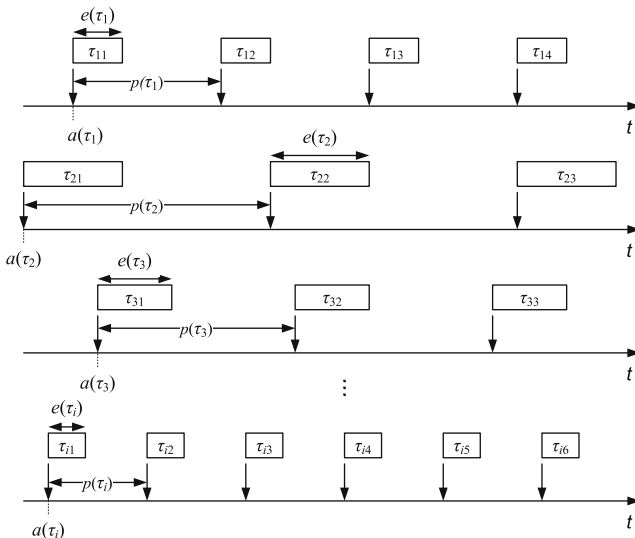 e(τ₁)
τ₁₁ τ₁₂ τ₁₃ τ₁₄
p(τ₁)
a(τ₁) t
e(τ₂)
τ₂₁ τ₂₂ τ₂₃
p(τ₂)
a(τ₂) t
e(τ₃)
τ₃₁ τ₃₂ τ₃₃
p(τ₃)
a(τ₃) ⋮ t
e(τᵢ)
τᵢ₁ τᵢ₂ τᵢ₃ τᵢ₄ τᵢ₅ τᵢ₆
p(τᵢ)
a(τᵢ) t